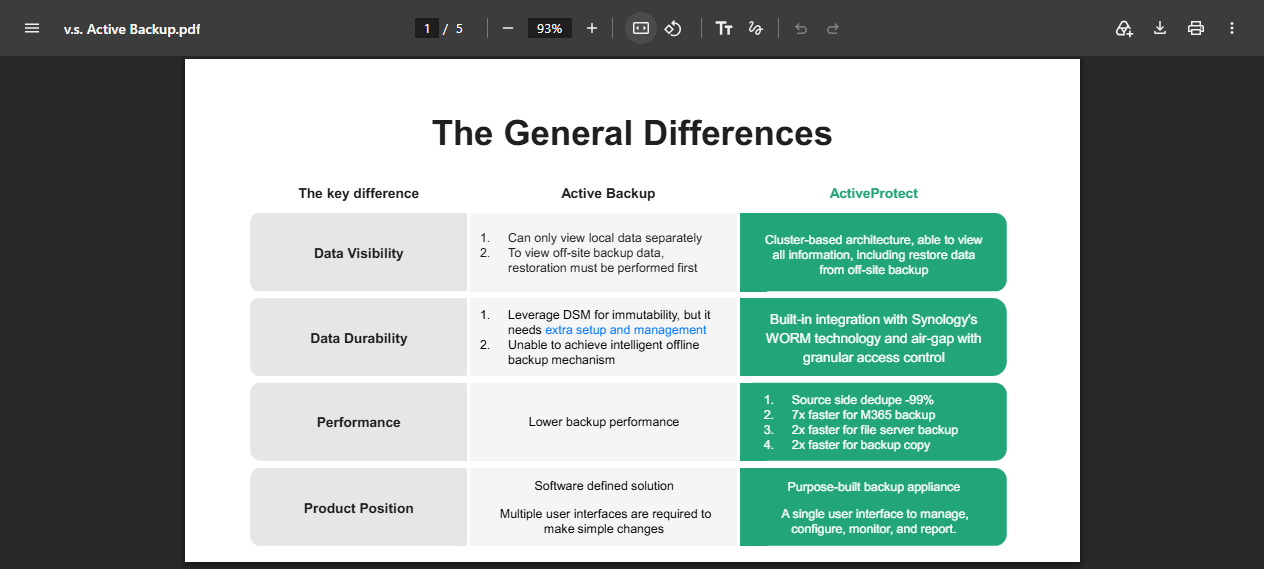 v.s. Active Backup.pdf
1 / 5
93%
The General Differences
The key difference
Active Backup
ActiveProtect
Data Visibility
1. Can only view local data separately
2. To view off-site backup data,
restoration must be performed first
Cluster-based architecture, able to view
all information, including restore data
from off-site backup
Data Durability
1. Leverage DSM for immutability, but it
needs extra setup and management
2. Unable to achieve intelligent offline
backup mechanism
Built-in integration with Synology's
WORM technology and air-gap with
granular access control
Performance
Lower backup performance
1. Source side dedupe -99%
2. 7x faster for M365 backup
3. 2x faster for file server backup
4. 2x faster for backup copy
Product Position
Software defined solution
Multiple user interfaces are required to
make simple changes
Purpose-built backup appliance
A single user interface to manage,
configure, monitor, and report.